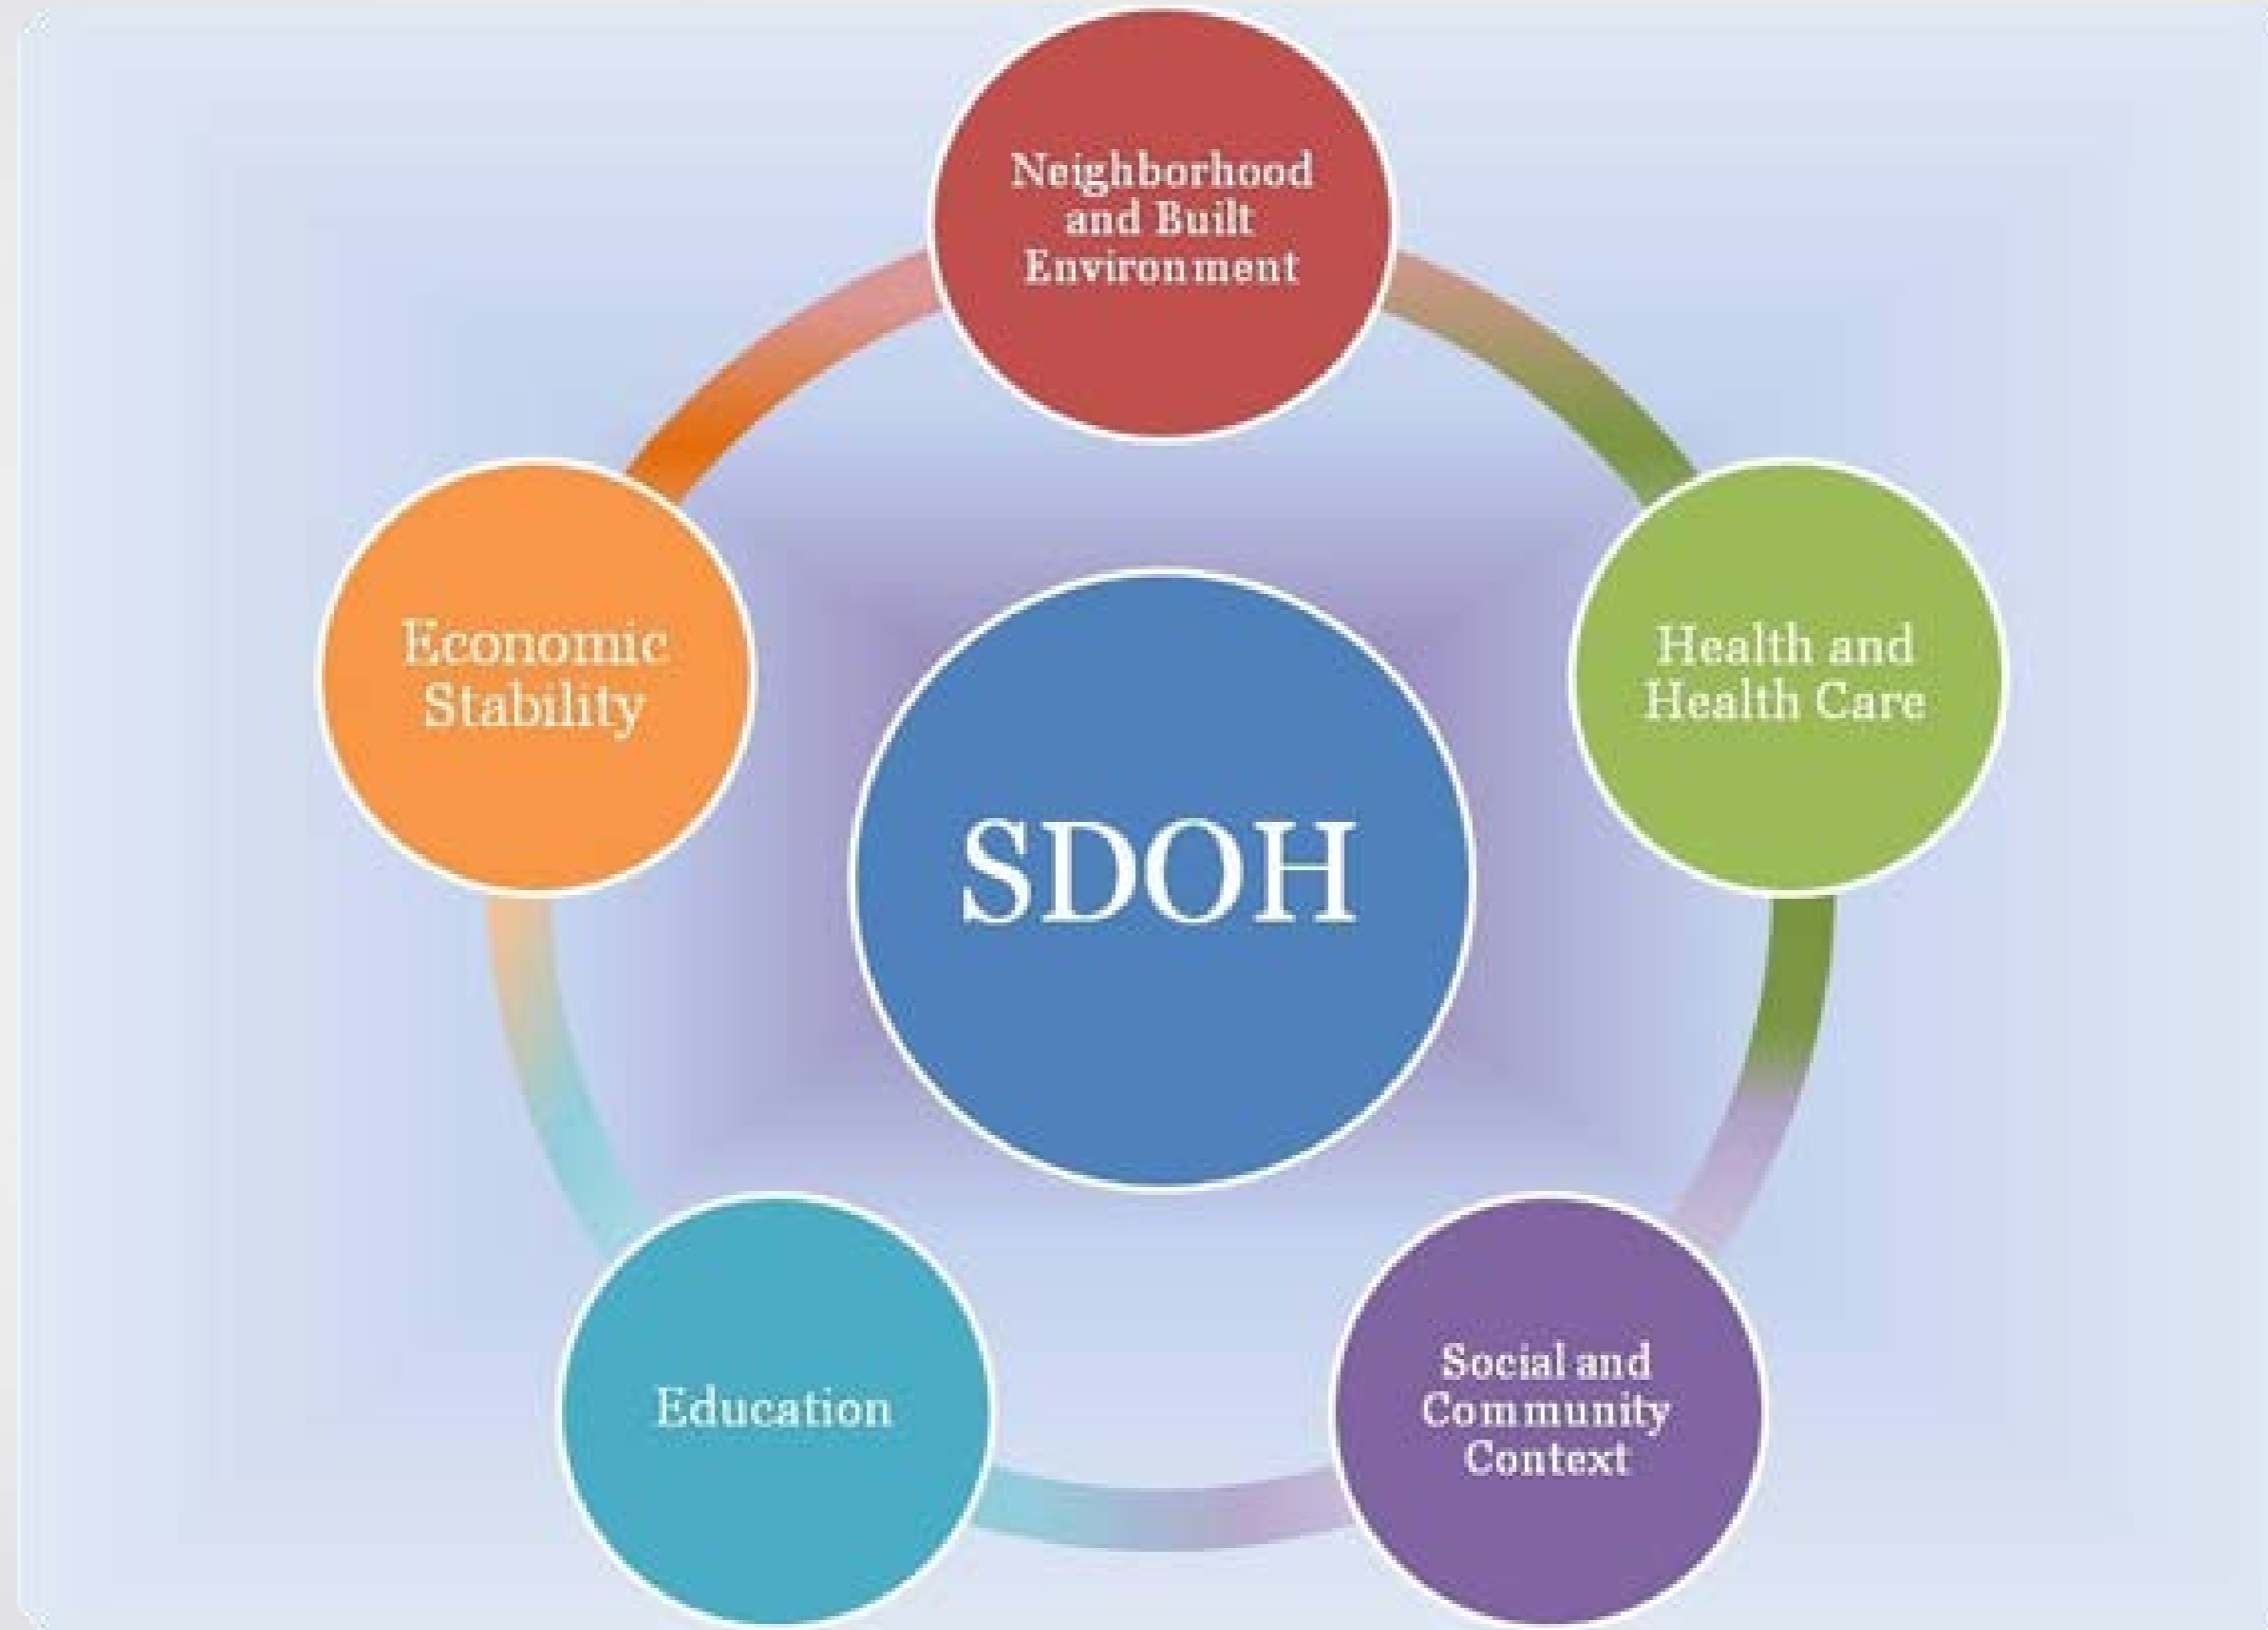 Neighborhood
and Built
Environment
Economic
Stability
Health and
Health Care
SDOH
Education
Social and
Community
Context